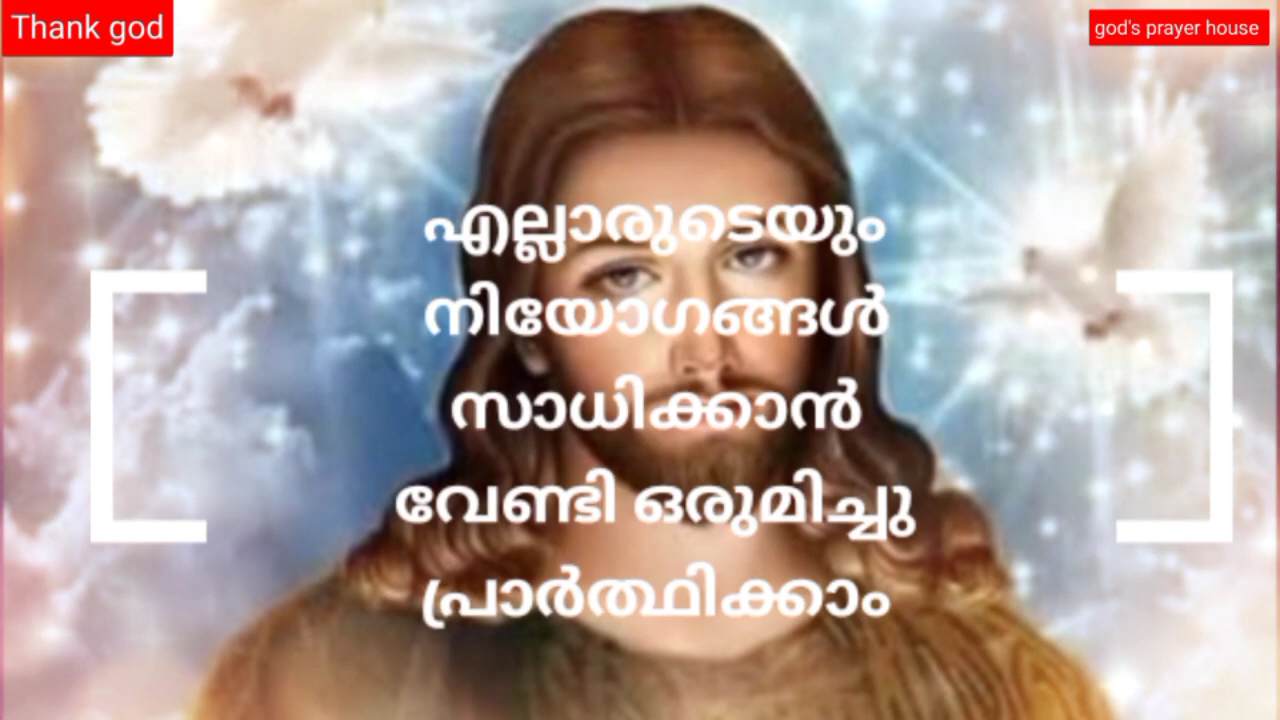 Thank god
god's prayer house
എല്ലാരുടെയും
നിയോഗങ്ങൾ
സാധിക്കാൻ
വേണ്ടി ഒരുമിച്ചു
പ്രാർത്ഥിക്കാം